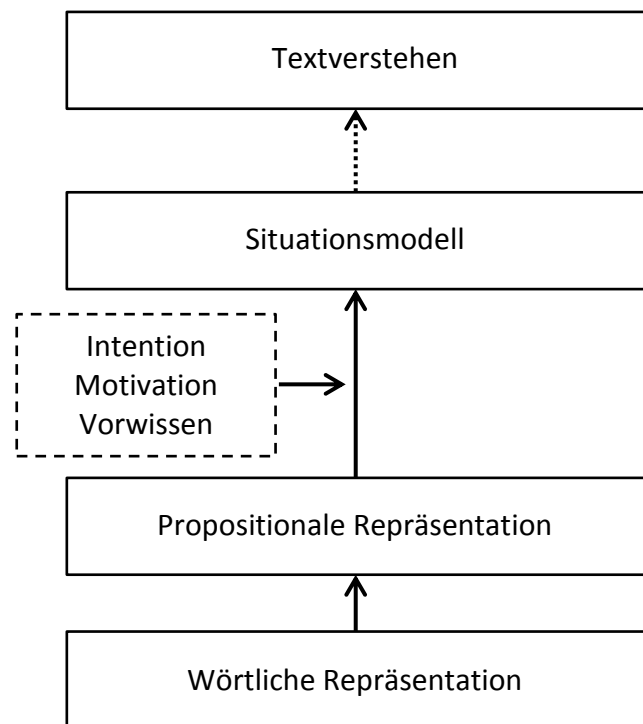 Textverstehen
Situationsmodell
Intention
Motivation
Vorwissen
Propositionale Repräsentation
Wörtliche Repräsentation